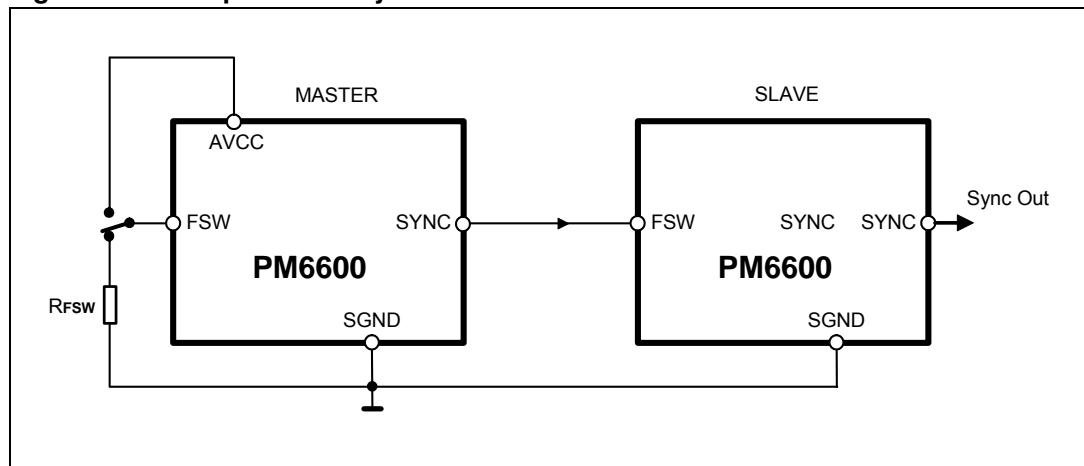 MASTER
SLAVE
AVCC
FSW
SYNC
FSW
SYNC
SYNC
Sync Out
PM6600
PM6600
RFSW
SGND
SGND